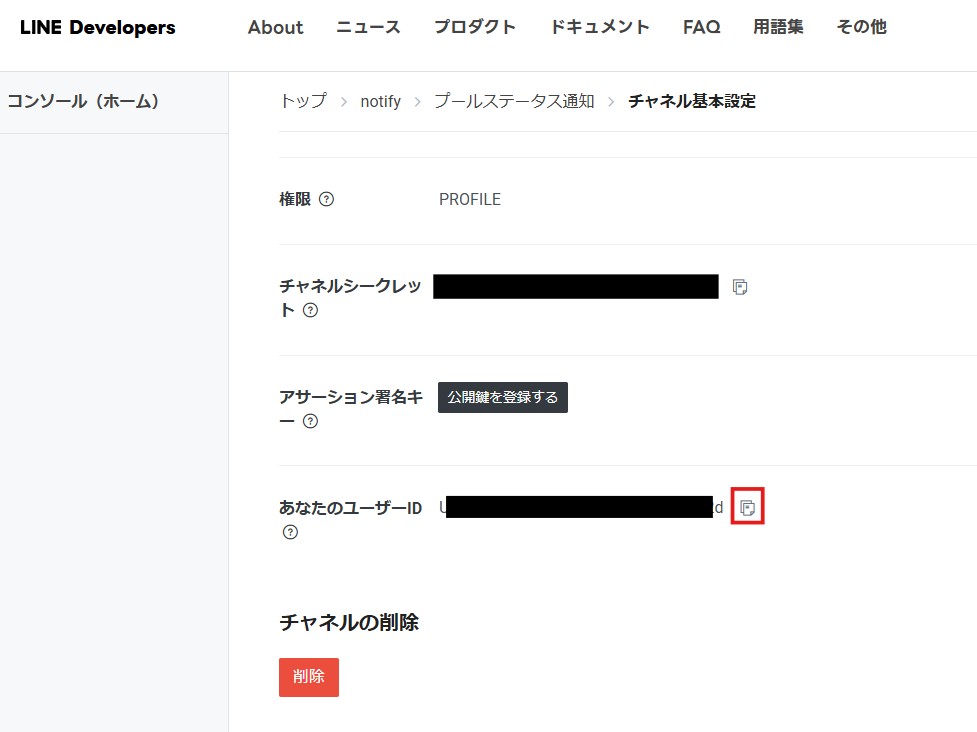 LINE Developers About ニュース プロダクト ドキュメント FAQ 用語集 その他
コンソール（ホーム）
トップ > notify > プールステータス通知 > チャネル基本設定
権限 ? PROFILE
チャネルシークレッ
ト ?
アサーション署名キ
ー ?
公開鍵を登録する
あなたのユーザーID
?
チャネルの削除
削除